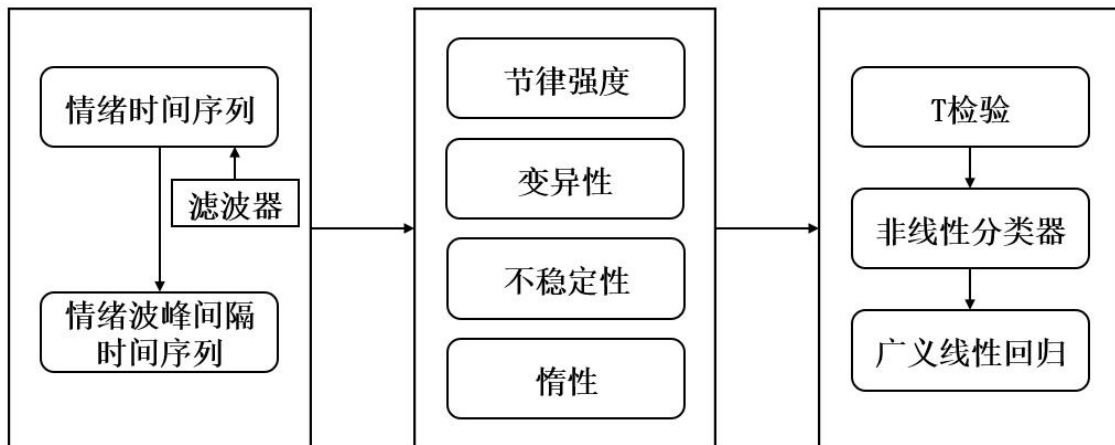 情绪时间序列
滤波器
情绪波峰间隔
时间序列
节律强度
变异性
不稳定性
惰性
T检验
非线性分类器
广义线性回归